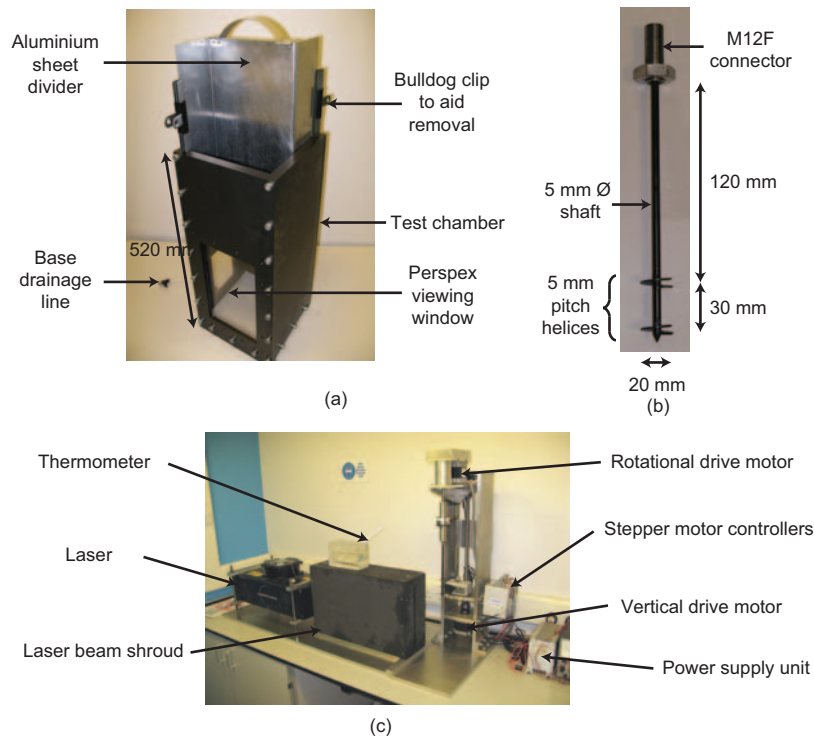 Aluminium
sheet
divider
Bulldog clip
to aid
removal
Test chamber
520 mm
Base
drainage
line
Perspex
viewing
window
(a)
M12F
connector
5 mm Ø
shaft
120 mm
5 mm
pitch
helices
30 mm
20 mm
(b)
Thermometer
Rotational drive motor
Stepper motor controllers
Laser
Vertical drive motor
Laser beam shroud
Power supply unit
(c)